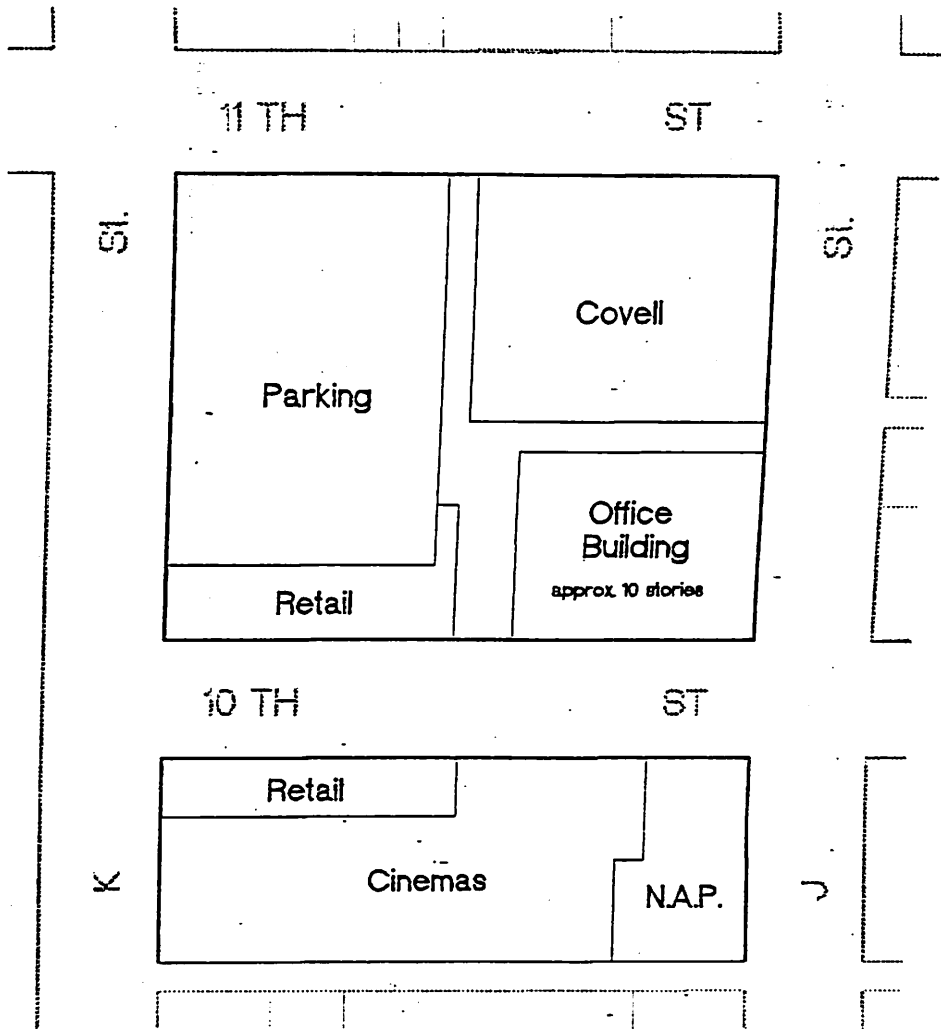 11 TH ST
St.
St.
Covell
Parking
Office
Building
approx. 10 stories
Retail
10 TH ST
Retail
Cinemas
K
N.A.P.
J